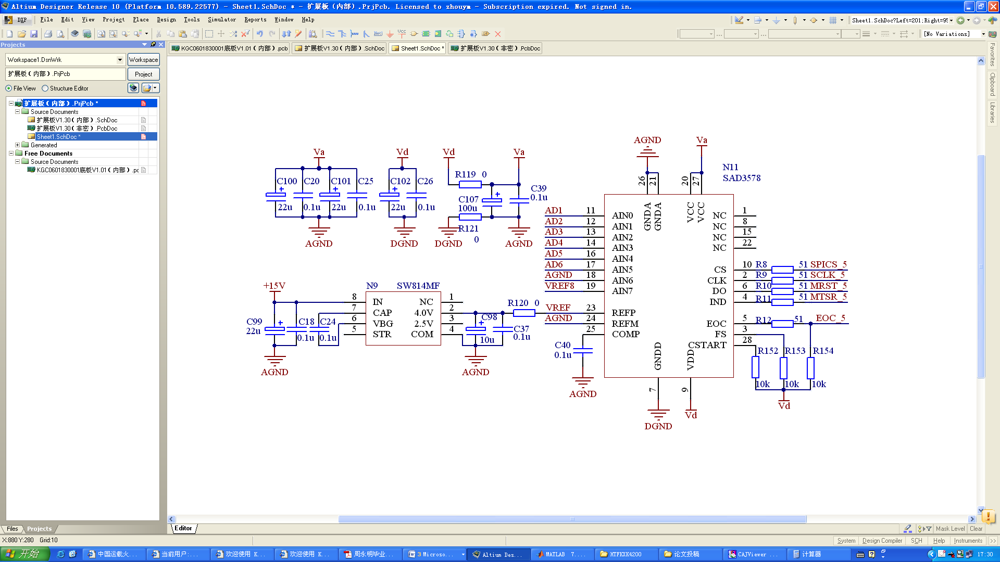 Altium Designer Release 10 (Platform 10.589.22577) - Sheet1.SchDoc * - 扩展板(内部).PrjPcb. Licensed to zhouym - Subscription expired. Not signed in.
DXP File Edit View Project Place Design Tools Simulator Reports Window Help
Sheet1.SchDoc?Left=201;Right=95
[No Variations]
Projects
KGC0601830001底板V1.01(内部).pcb 扩展板V1.30(内部).SchDoc Sheet1.SchDoc * 扩展板V1.30(非密).PcbDoc
Workspace1.DsnWrk Workspace
扩展板(内部).PrjPcb Project
File View Structure Editor
扩展板(内部).PrjPcb *
Source Documents
扩展板V1.30(内部).SchDoc
扩展板V1.30(非密).PcbDoc
Sheet1.SchDoc *
Generated
Free Documents
Source Documents
KGC0601830001底板V1.01(内部).pc
Favorites
Clipboard
Libraries
Va
C100 C20 C101 C25
+ +
22u 0.1u 22u 0.1u
AGND
Vd
C102 C26
+
22u 0.1u
DGND
Vd Va
R119 0
C39
0.1u
C107 +
100u
R121
0
DGND AGND
+15V
C99 +
22u
C18 C24
0.1u 0.1u
AGND
N9 SW814MF
8 IN NC 1
7 CAP 4.0V 2
6 VBG 2.5V 3
5 STR COM 4
R120 0
C98
+
10u
C37
0.1u
AGND
AGND Va
N11
SAD3578
26 21 20 27
GNDA GNDA VCC VCC
AD1 11 AIN0
AD2 12 AIN1
AD3 13 AIN2
AD4 14 AIN3
AD5 16 AIN4
AD6 17 AIN5
AGND 18 AIN6
VREF8 19 AIN7
VREF 23 REFP
AGND 24 REFM
25 COMP
C40
0.1u
AGND
NC 1
NC 8
NC 15
NC 22
CS 10 R8 51 SPICS_5
CLK 2 R9 51 SCLK_5
DO 6 R10 51 MRST_5
IND 4 R11 51 MTSR_5
EOC 5 R12 51 EOC_5
FS 3
CSTART 28
R152 R153 R154
10k 10k 10k
Vd
GNDD VDD
7 9
DGND Vd
Files Projects
Editor
Mask Level Clear
X:880 Y:280 Grid:10
System Design Compiler SCH Help Instruments >>
开始 中国运载火... 当前用户:... 欢迎使用 K... 欢迎使用 K... 周永明毕业... 3 Microso... Altium Des... MATLAB 7.... HTFKXK4200 论文投稿 CAJViewer ... 计算器 17:30